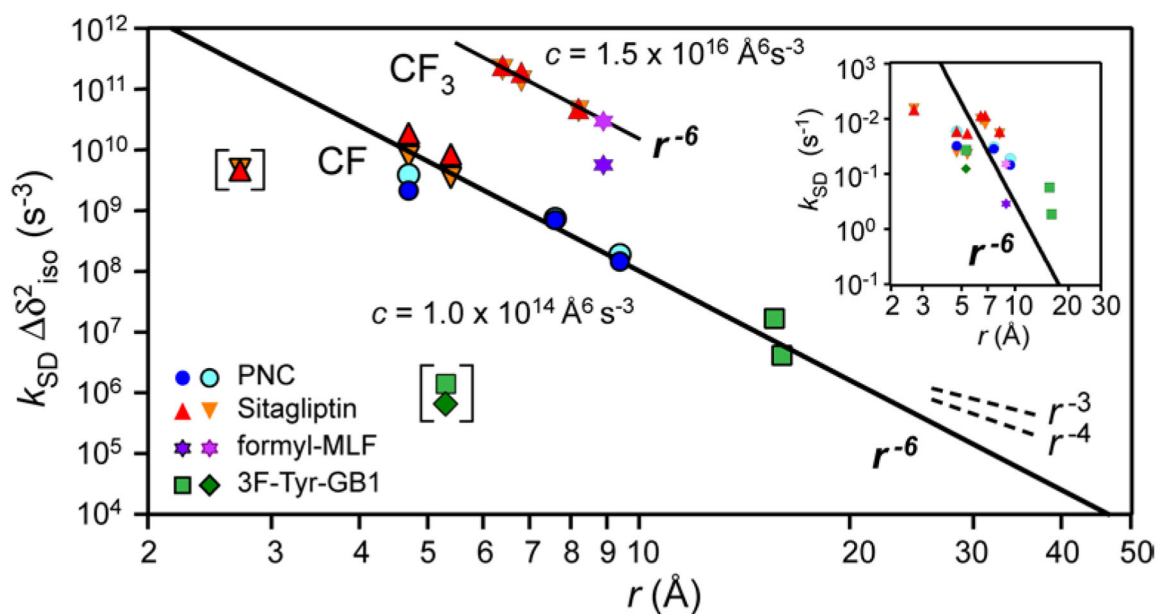 10¹²
10¹¹
10¹⁰
10⁹
10⁸
10⁷
10⁶
10⁵
10⁴
k_SD Δδ²_iso (s⁻³)
CF₃
c = 1.5 x 10¹⁶ Å⁶s⁻³
r⁻⁶
CF
c = 1.0 x 10¹⁴ Å⁶ s⁻³
PNC
Sitagliptin
formyl-MLF
3F-Tyr-GB1
r⁻³
r⁻⁴
r⁻⁶
2 3 4 5 6 7 8 9 10 20 30 40 50
r (Å)
10³
10⁻²
10⁻¹
10⁰
10⁻¹
k_SD (s⁻¹)
r⁻⁶
2 3 5 7 10 20 30
r (Å)